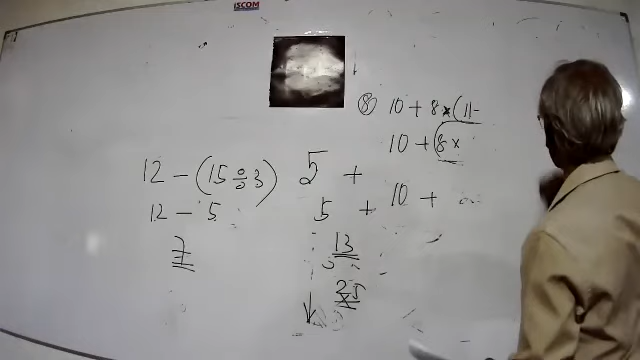 ISCOM
⑧ 10 + 8 × (11-
10 + (8 ×
10 +
12 - (15 ÷ 3)
12 - 5
7
5 +
5 +
13
25